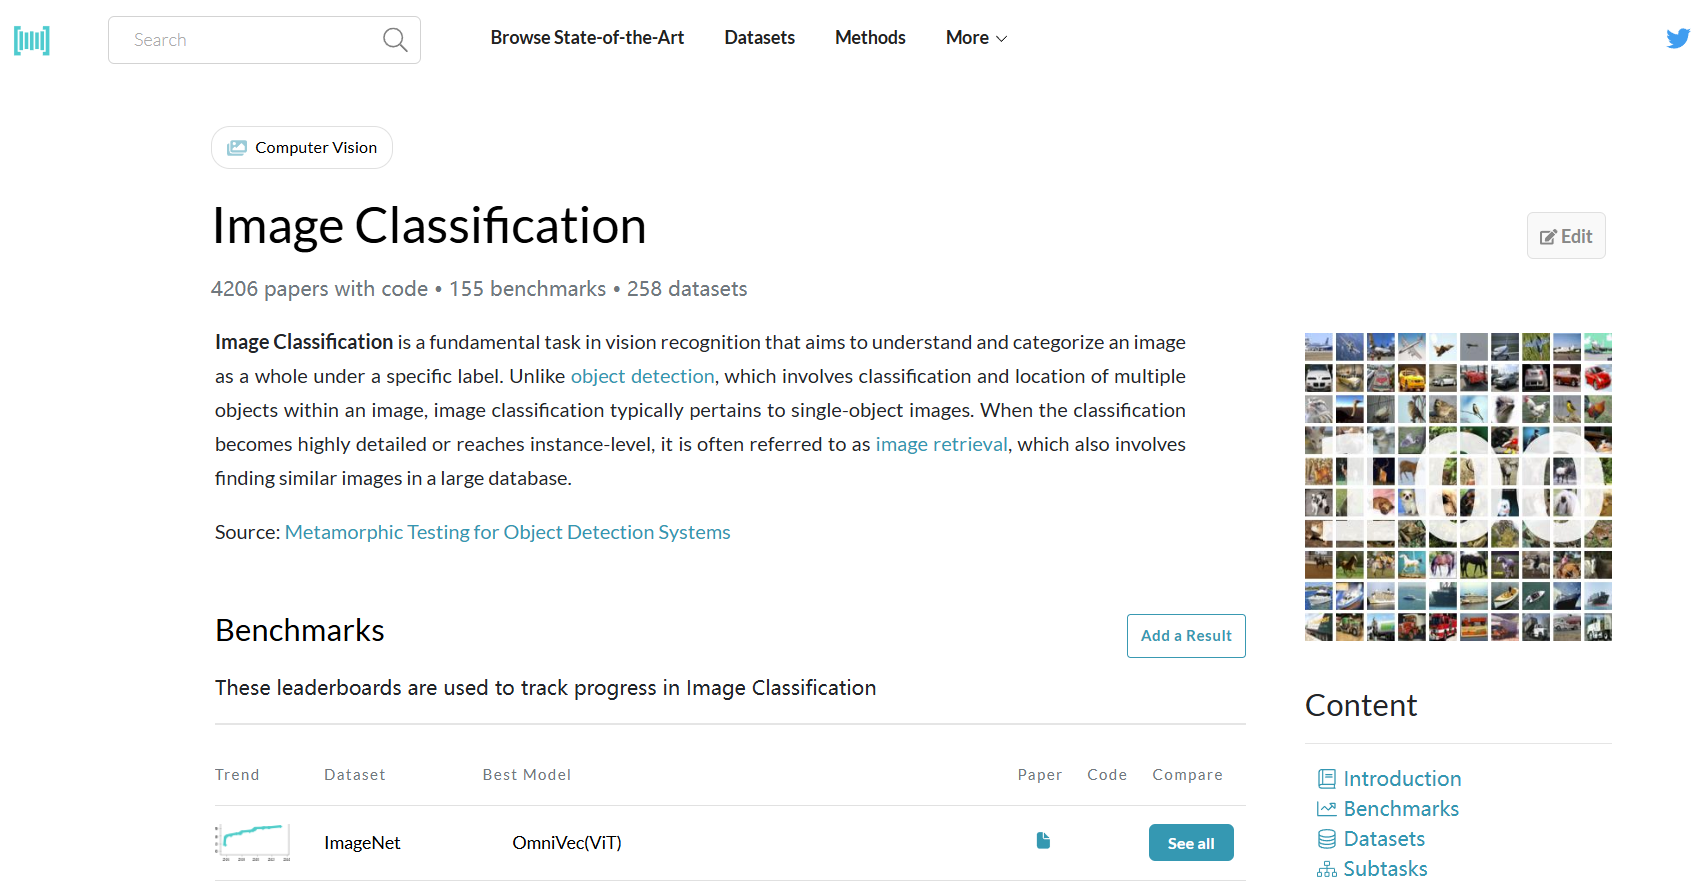 Search
Browse State-of-the-Art Datasets Methods More
Computer Vision
Image Classification
Edit
4206 papers with code • 155 benchmarks • 258 datasets
Image Classification is a fundamental task in vision recognition that aims to understand and categorize an image
as a whole under a specific label. Unlike object detection, which involves classification and location of multiple
objects within an image, image classification typically pertains to single-object images. When the classification
becomes highly detailed or reaches instance-level, it is often referred to as image retrieval, which also involves
finding similar images in a large database.
Source: Metamorphic Testing for Object Detection Systems
100
Benchmarks
Add a Result
These leaderboards are used to track progress in Image Classification
Trend Dataset Best Model Paper Code Compare
ImageNet OmniVec(ViT) See all
Content
Introduction
Benchmarks
Datasets
Subtasks